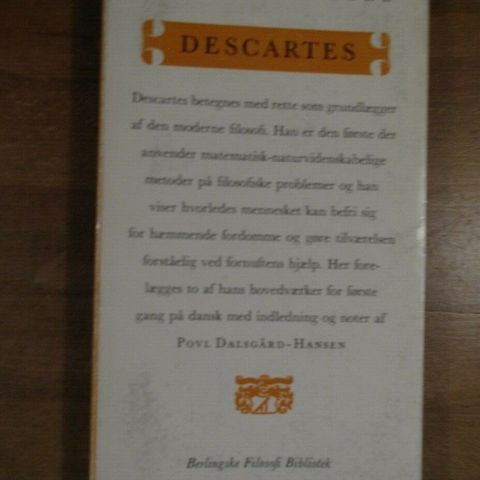 DESCARTES
Descartes betegnes med rette som grundlægger
af den moderne filosofi. Han er den første der
anvender matematisk-naturvidenskabelige
metoder på filosofiske problemer og han
viser hvorledes mennesket kan befri sig
for hæmmende fordomme og gøre tilværelsen
forståelig ved fornuftens hjælp. Her fore-
lægges to af hans hovedværker for første
gang på dansk med indledning og noter af
POVL DALSGÅRD-HANSEN
Berlingske Filosofi Bibliotek